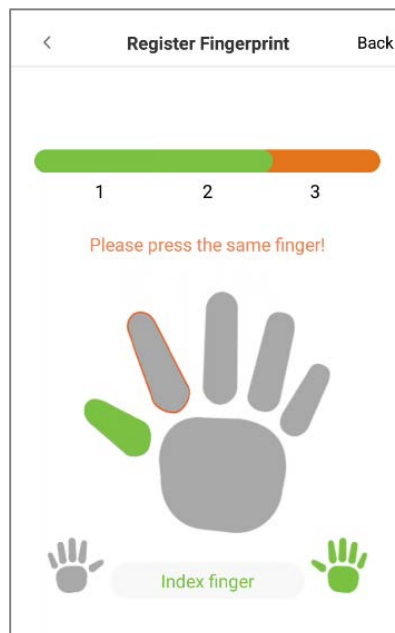 Register Fingerprint Back
1 2 3
Please press the same finger!
Index finger